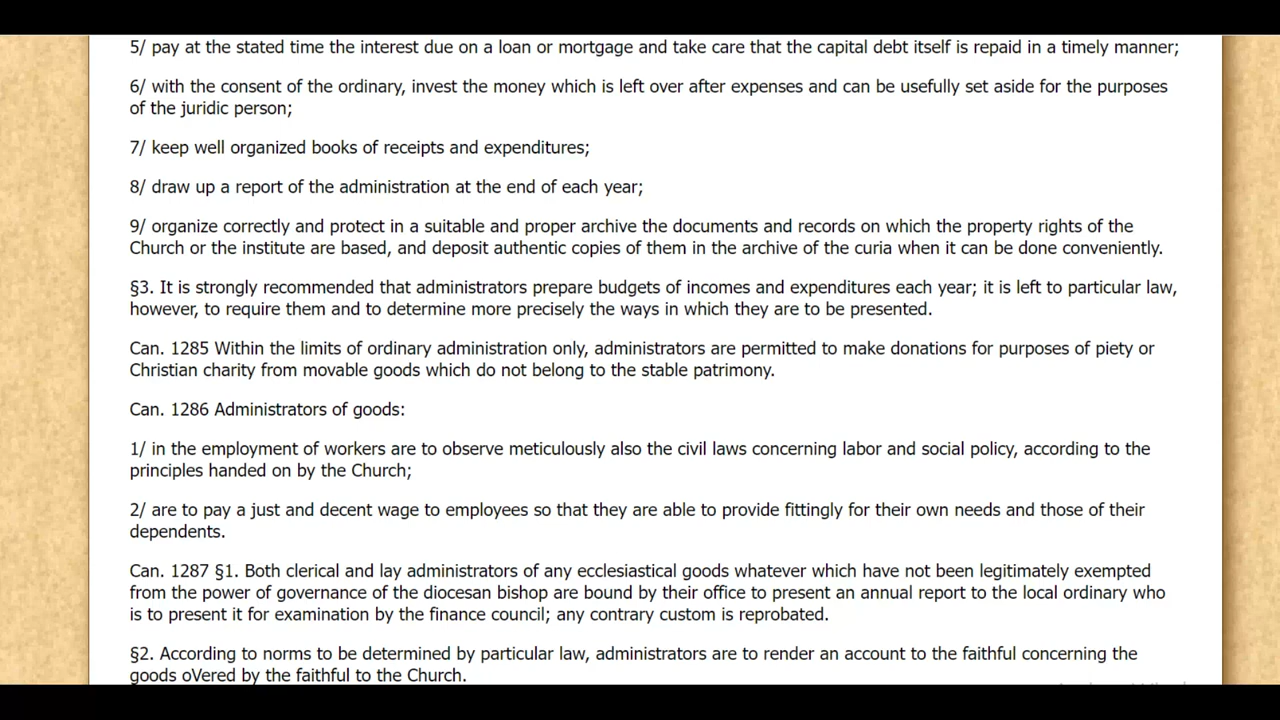 5/ pay at the stated time the interest due on a loan or mortgage and take care that the capital debt itself is repaid in a timely manner;
6/ with the consent of the ordinary, invest the money which is left over after expenses and can be usefully set aside for the purposes
of the juridic person;
7/ keep well organized books of receipts and expenditures;
8/ draw up a report of the administration at the end of each year;
9/ organize correctly and protect in a suitable and proper archive the documents and records on which the property rights of the
Church or the institute are based, and deposit authentic copies of them in the archive of the curia when it can be done conveniently.
§3. It is strongly recommended that administrators prepare budgets of incomes and expenditures each year; it is left to particular law,
however, to require them and to determine more precisely the ways in which they are to be presented.
Can. 1285 Within the limits of ordinary administration only, administrators are permitted to make donations for purposes of piety or
Christian charity from movable goods which do not belong to the stable patrimony.
Can. 1286 Administrators of goods:
1/ in the employment of workers are to observe meticulously also the civil laws concerning labor and social policy, according to the
principles handed on by the Church;
2/ are to pay a just and decent wage to employees so that they are able to provide fittingly for their own needs and those of their
dependents.
Can. 1287 §1. Both clerical and lay administrators of any ecclesiastical goods whatever which have not been legitimately exempted
from the power of governance of the diocesan bishop are bound by their office to present an annual report to the local ordinary who
is to present it for examination by the finance council; any contrary custom is reprobated.
§2. According to norms to be determined by particular law, administrators are to render an account to the faithful concerning the
goods oVered by the faithful to the Church.